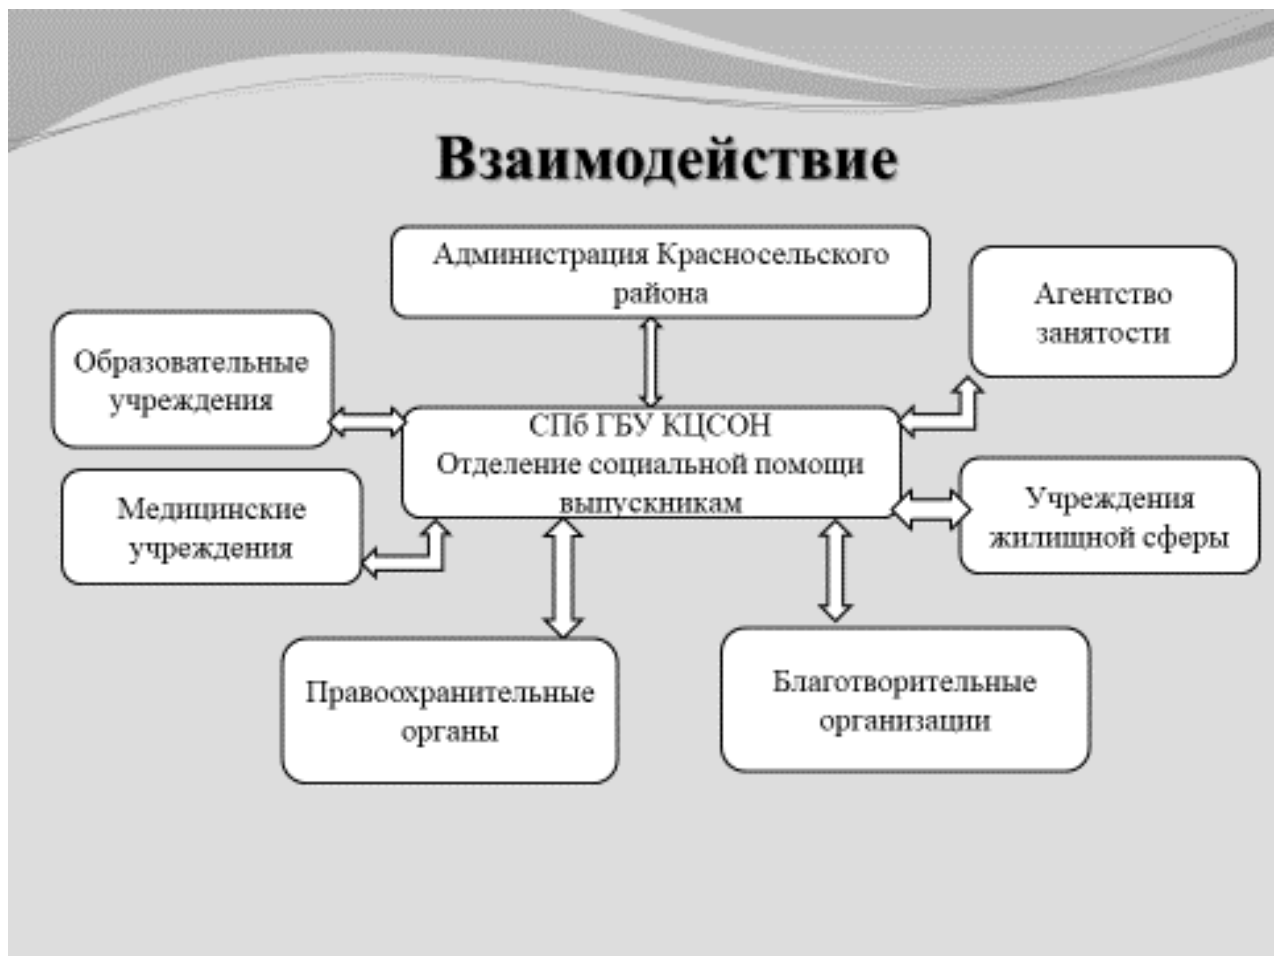 Взаимодействие
Администрация Красносельского
района
Агентство
занятости
Образовательные
учреждения
СПб ГБУ КЦСОН
Отделение социальной помощи
выпускникам
Учреждения
жилищной сферы
Медицинские
учреждения
Правоохранительные
органы
Благотворительные
организации